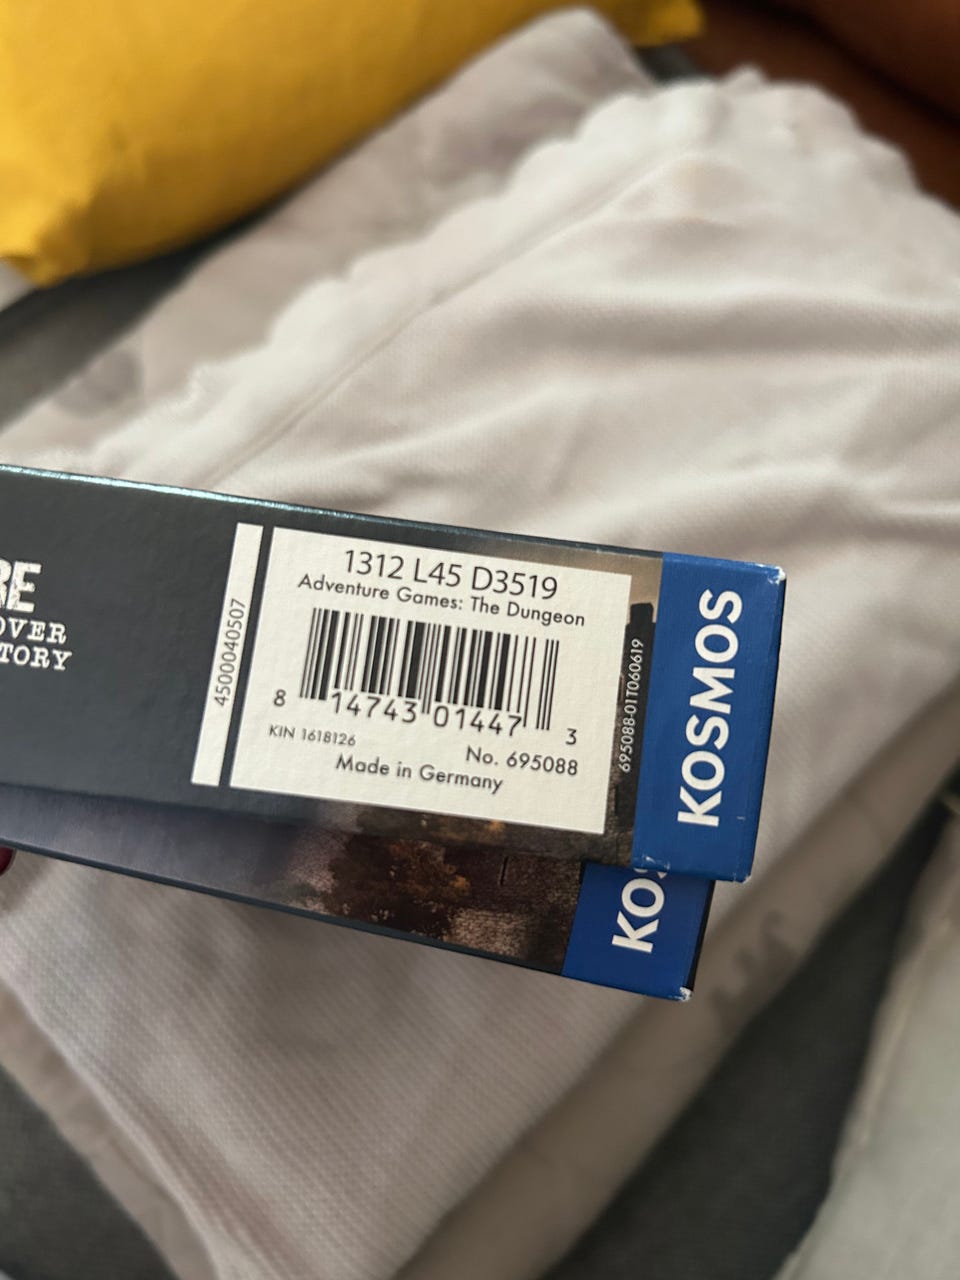 RE
OVER
TORY
4500040507
1312 L45 D3519
Adventure Games: The Dungeon
8 14743 01447 3
KIN 1618126
No. 695088
Made in Germany
695088-01T060619
KOSMOS
KOS